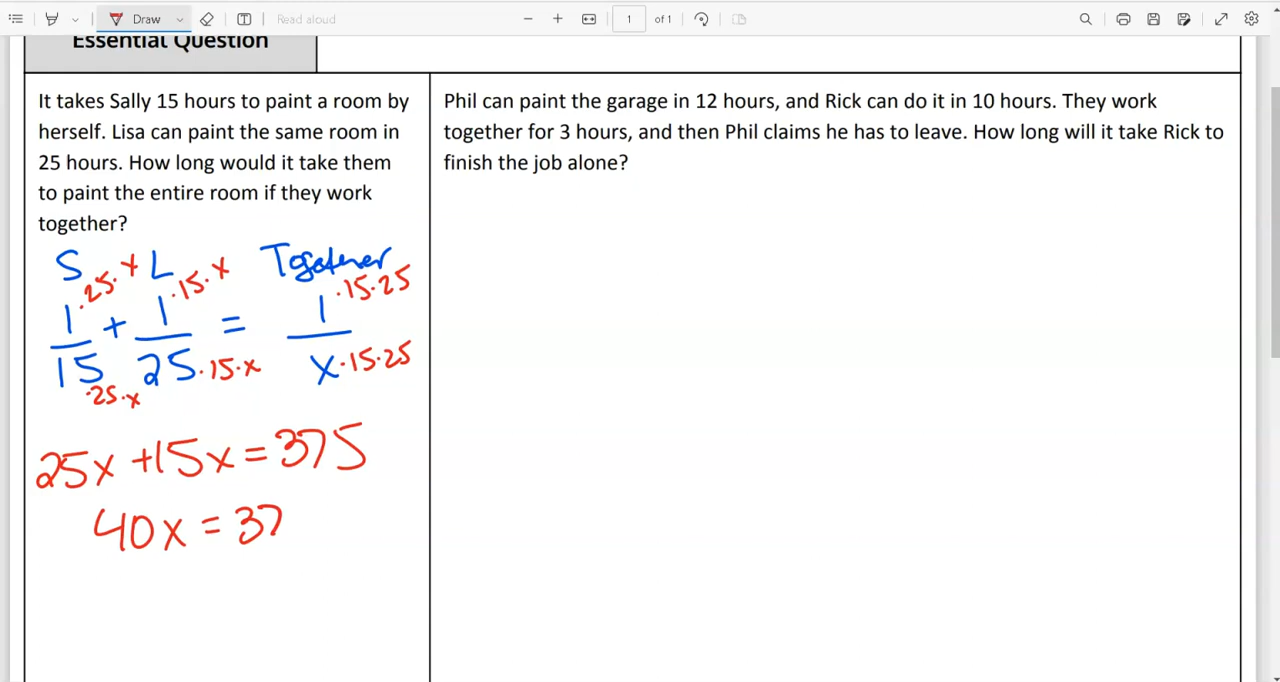 Draw
Read aloud
1 of 1
Essential Question
It takes Sally 15 hours to paint a room by
herself. Lisa can paint the same room in
25 hours. How long would it take them
to paint the entire room if they work
together?
S L Together
·25·x ·15·x ·15·25
1/15 + 1/25 = 1/x
·25·x ·15·x ·15·25
25x +15x = 375
40x = 37
Phil can paint the garage in 12 hours, and Rick can do it in 10 hours. They work
together for 3 hours, and then Phil claims he has to leave. How long will it take Rick to
finish the job alone?